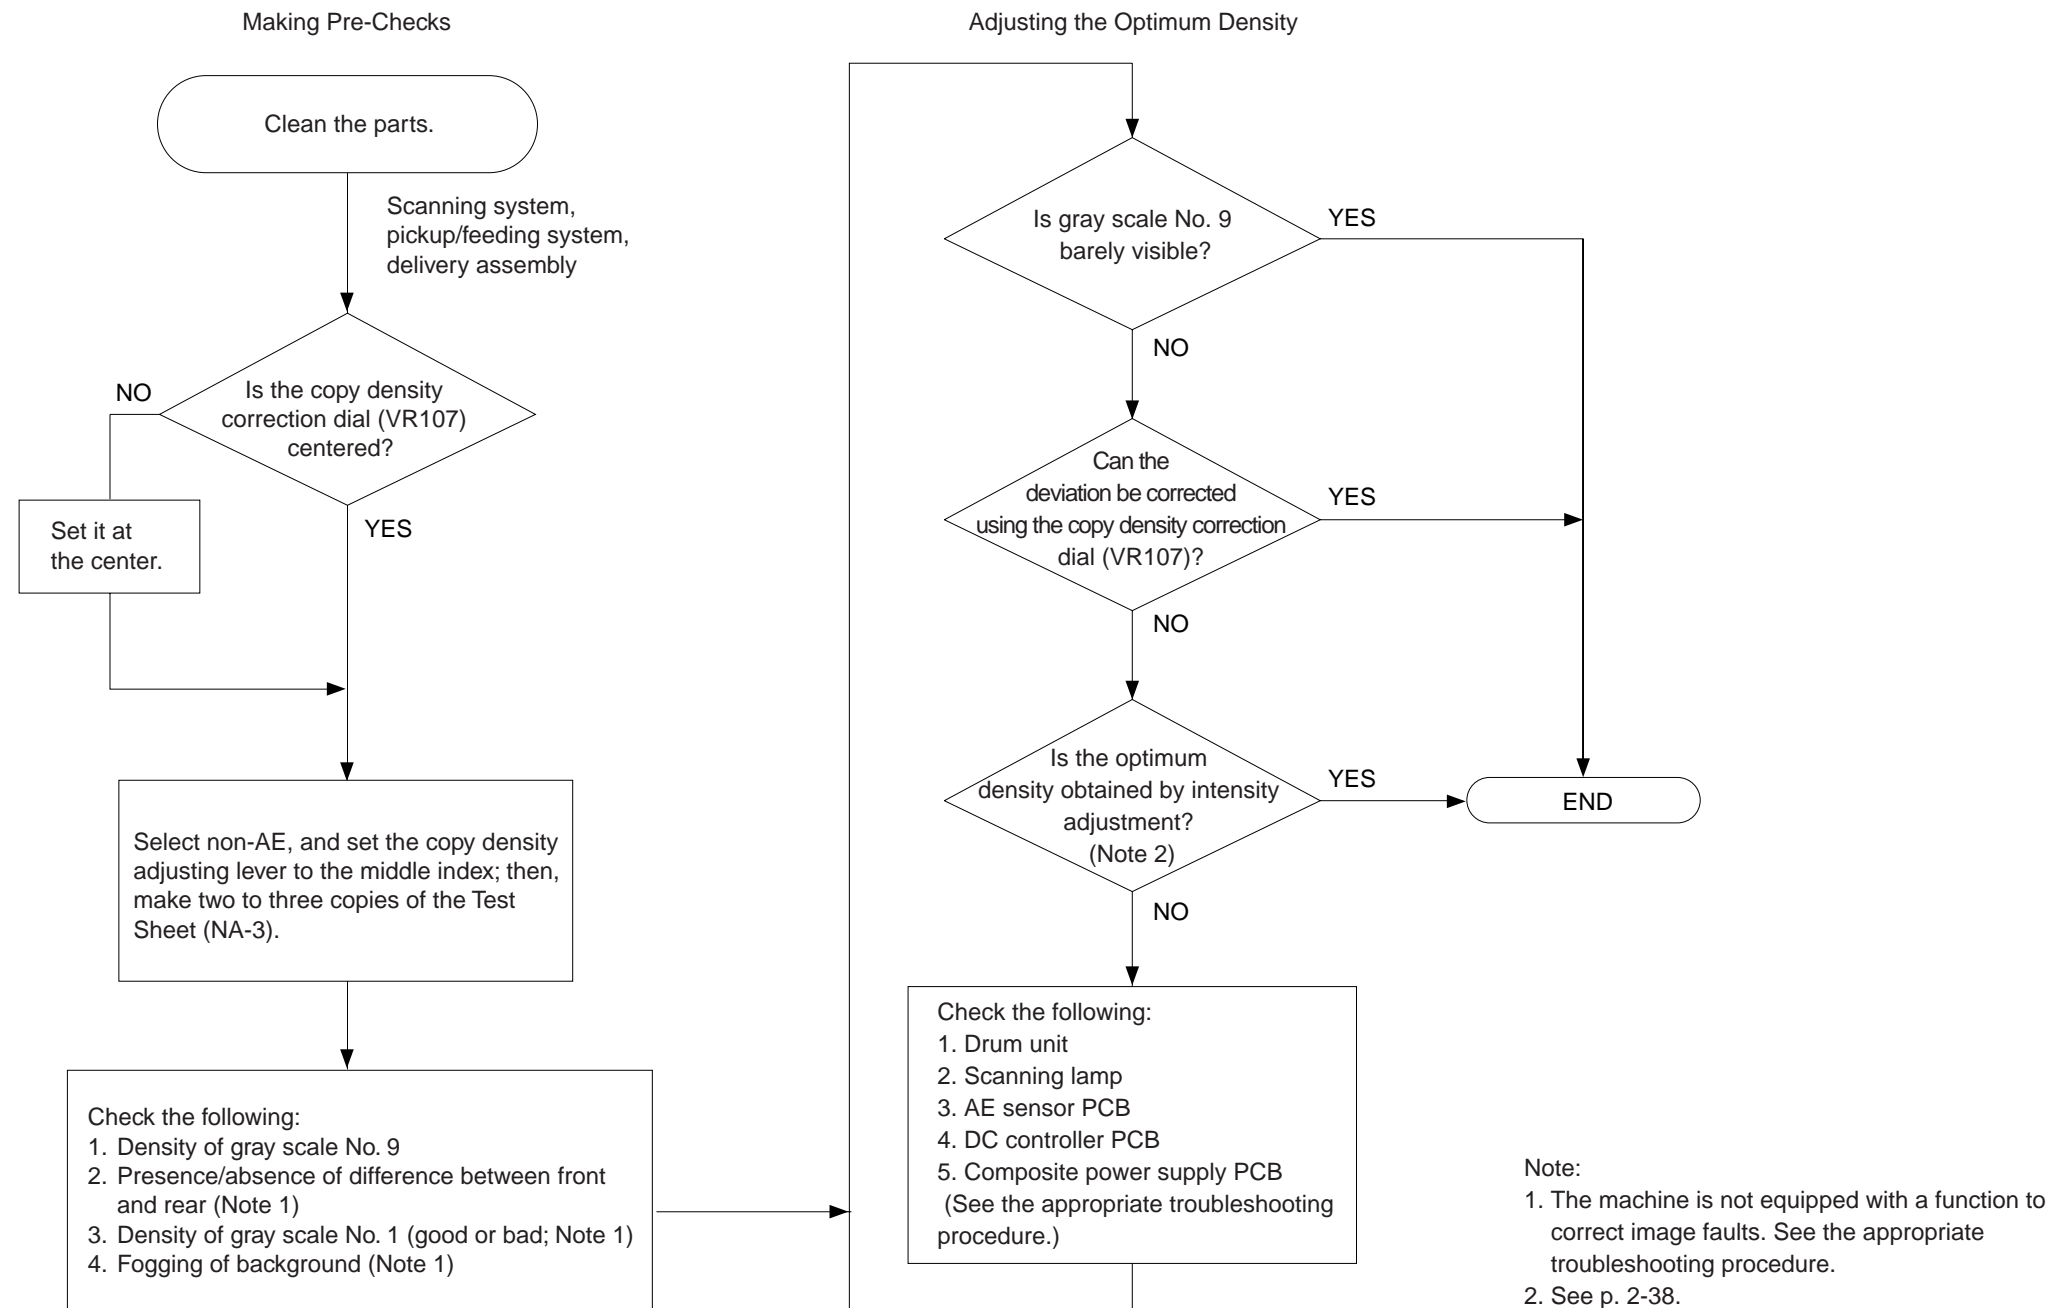 Making Pre-Checks
Clean the parts.
Scanning system,
pickup/feeding system,
delivery assembly
NO
Is the copy density
correction dial (VR107)
centered?
Set it at
the center.
YES
Select non-AE, and set the copy density
adjusting lever to the middle index; then,
make two to three copies of the Test
Sheet (NA-3).
Check the following:
1. Density of gray scale No. 9
2. Presence/absence of difference between front
and rear (Note 1)
3. Density of gray scale No. 1 (good or bad; Note 1)
4. Fogging of background (Note 1)
Adjusting the Optimum Density
Is gray scale No. 9
barely visible?
YES
NO
Can the
deviation be corrected
using the copy density correction
dial (VR107)?
YES
NO
Is the optimum
density obtained by intensity
adjustment?
(Note 2)
YES
END
NO
Check the following:
1. Drum unit
2. Scanning lamp
3. AE sensor PCB
4. DC controller PCB
5. Composite power supply PCB
(See the appropriate troubleshooting
procedure.)
Note:
1. The machine is not equipped with a function to
correct image faults. See the appropriate
troubleshooting procedure.
2. See p. 2-38.